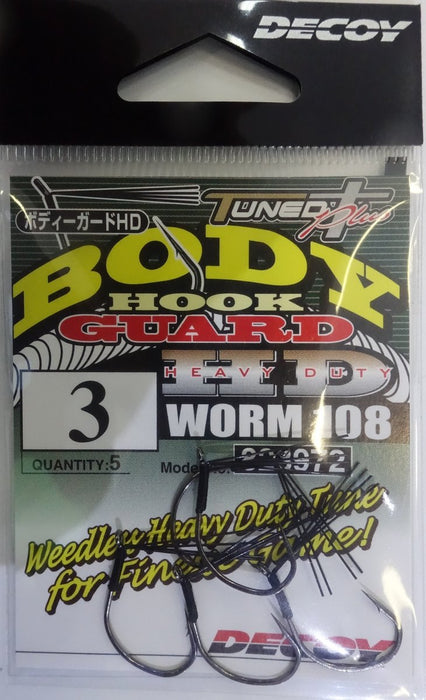 DECOY
TUNED Plus
ボディーガードHD
BODY
HOOK
GUARD
HD
HEAVY DUTY
3
WORM 108
QUANTITY:5
Weedless Heavy Duty Tune
for Finesse Game!
DECOY